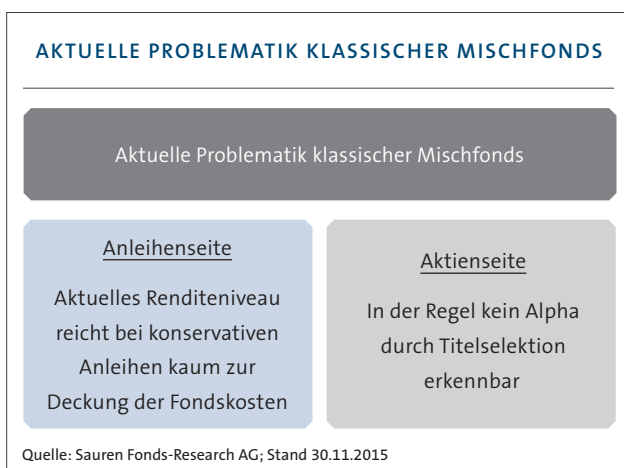 AKTUELLE PROBLEMATIK KLASSISCHER MISCHFONDS
Aktuelle Problematik klassischer Mischfonds
Anleihenseite
Aktuelles Renditeniveau
reicht bei konservativen
Anleihen kaum zur
Deckung der Fondskosten
Aktienseite
In der Regel kein Alpha
durch Titelselektion
erkennbar
Quelle: Sauren Fonds-Research AG; Stand 30.11.2015